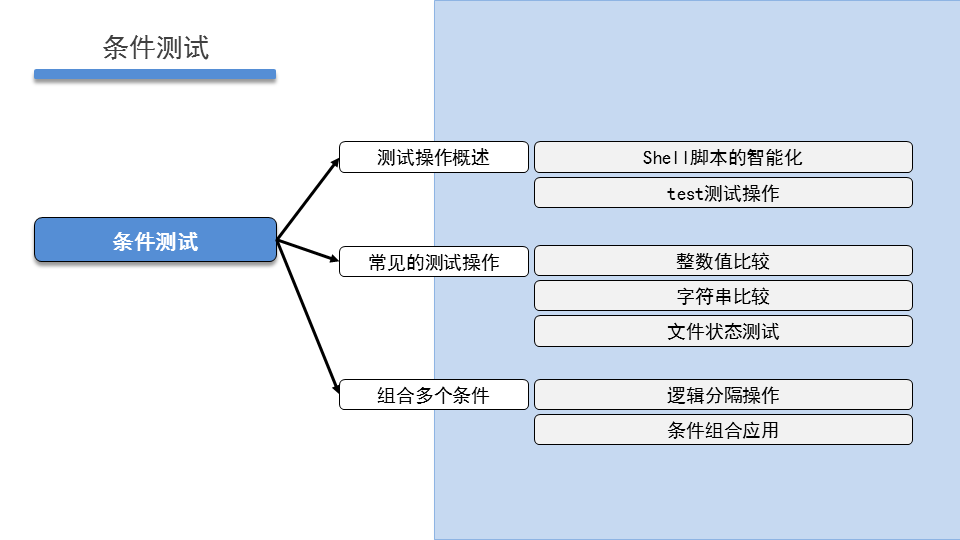 条件测试
测试操作概述
Shell脚本的智能化
test测试操作
条件测试
常见的测试操作
整数值比较
字符串比较
文件状态测试
组合多个条件
逻辑分隔操作
条件组合应用